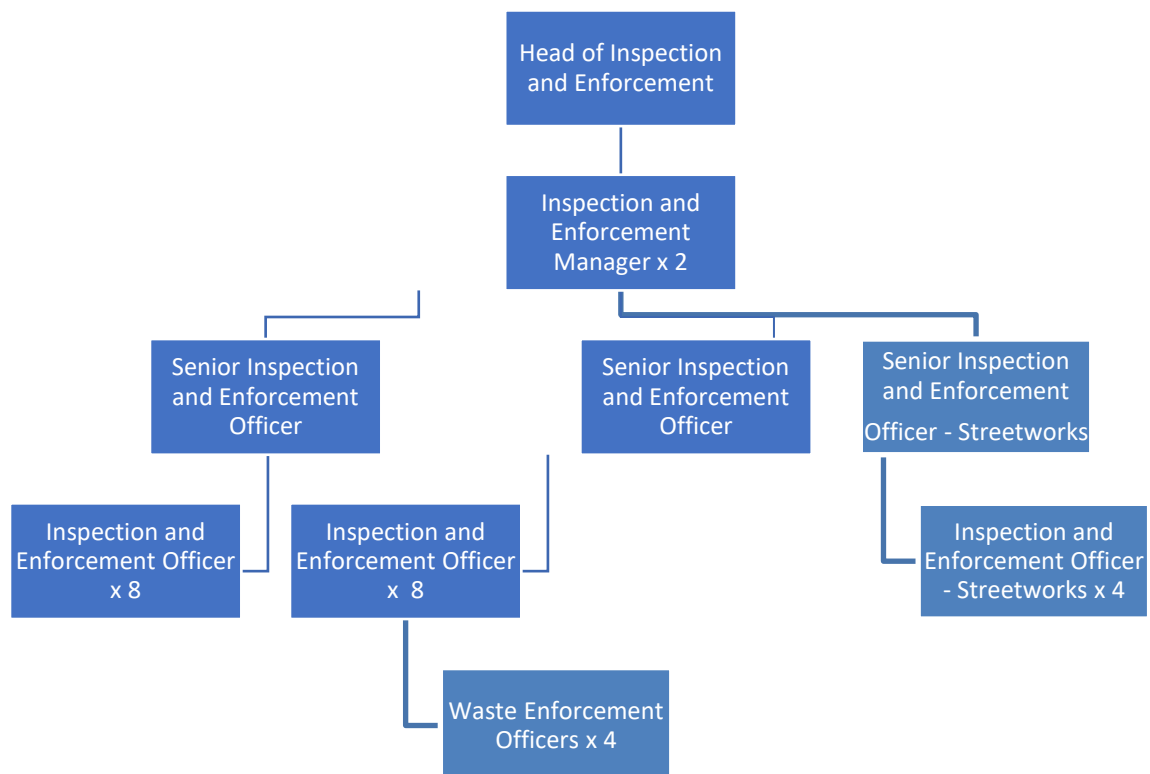 Head of Inspection
and Enforcement
Inspection and
Enforcement
Manager x 2
Senior Inspection
and Enforcement
Officer
Senior Inspection
and Enforcement
Officer
Senior Inspection
and Enforcement
Officer - Streetworks
Inspection and
Enforcement Officer
x 8
Inspection and
Enforcement Officer
x 8
Inspection and
Enforcement Officer
- Streetworks x 4
Waste Enforcement
Officers x 4